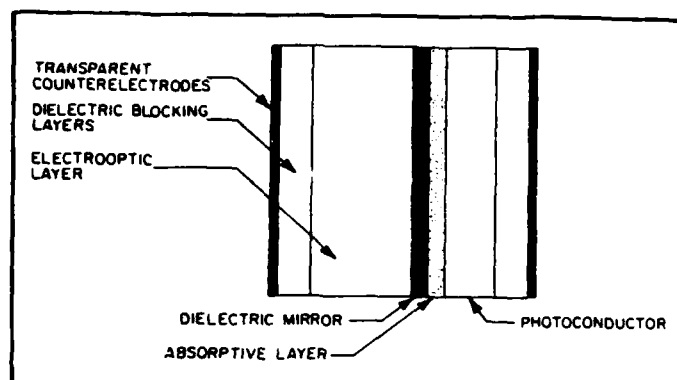 TRANSPARENT
COUNTERELECTRODES
DIELECTRIC BLOCKING
LAYERS
ELECTROOPTIC
LAYER
DIELECTRIC MIRROR
PHOTOCONDUCTOR
ABSORPTIVE LAYER